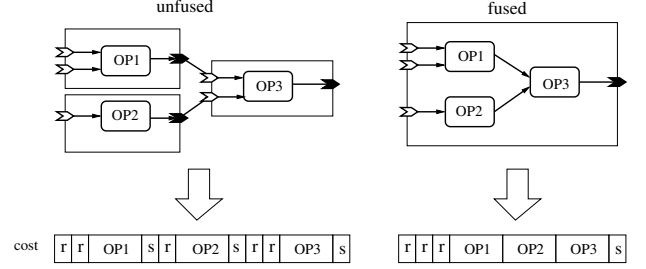 unfused
fused
OP1
OP2
OP3
OP1
OP2
OP3
cost r r OP1 s r OP2 s r r OP3 s
r r r OP1 OP2 OP3 s